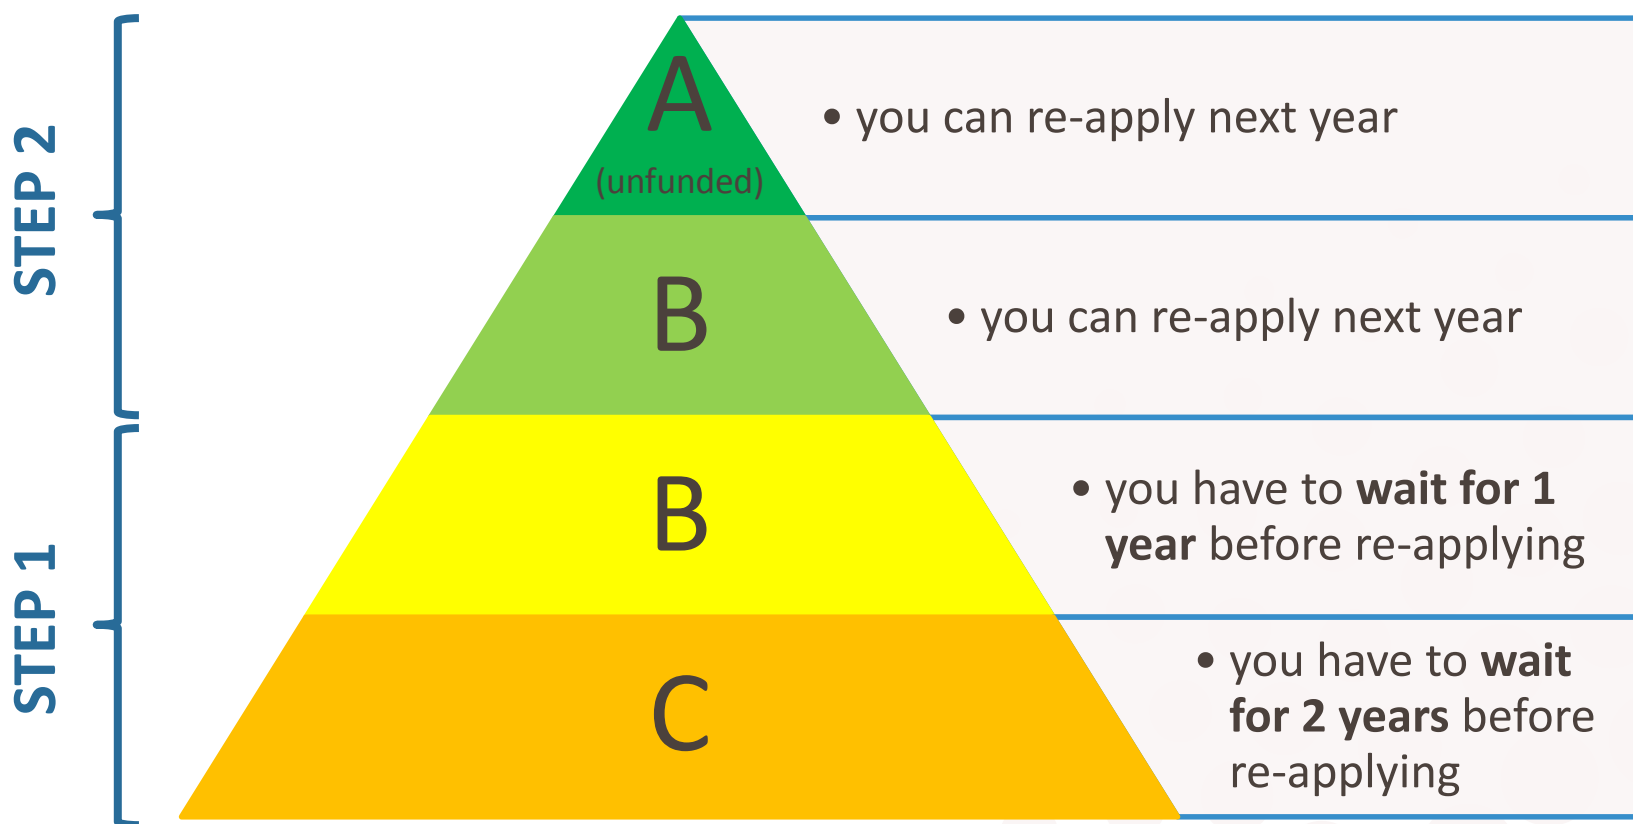 STEP 2
A
(unfunded)
• you can re-apply next year
B
• you can re-apply next year
STEP 1
B
• you have to wait for 1
year before re-applying
C
• you have to wait
for 2 years before
re-applying